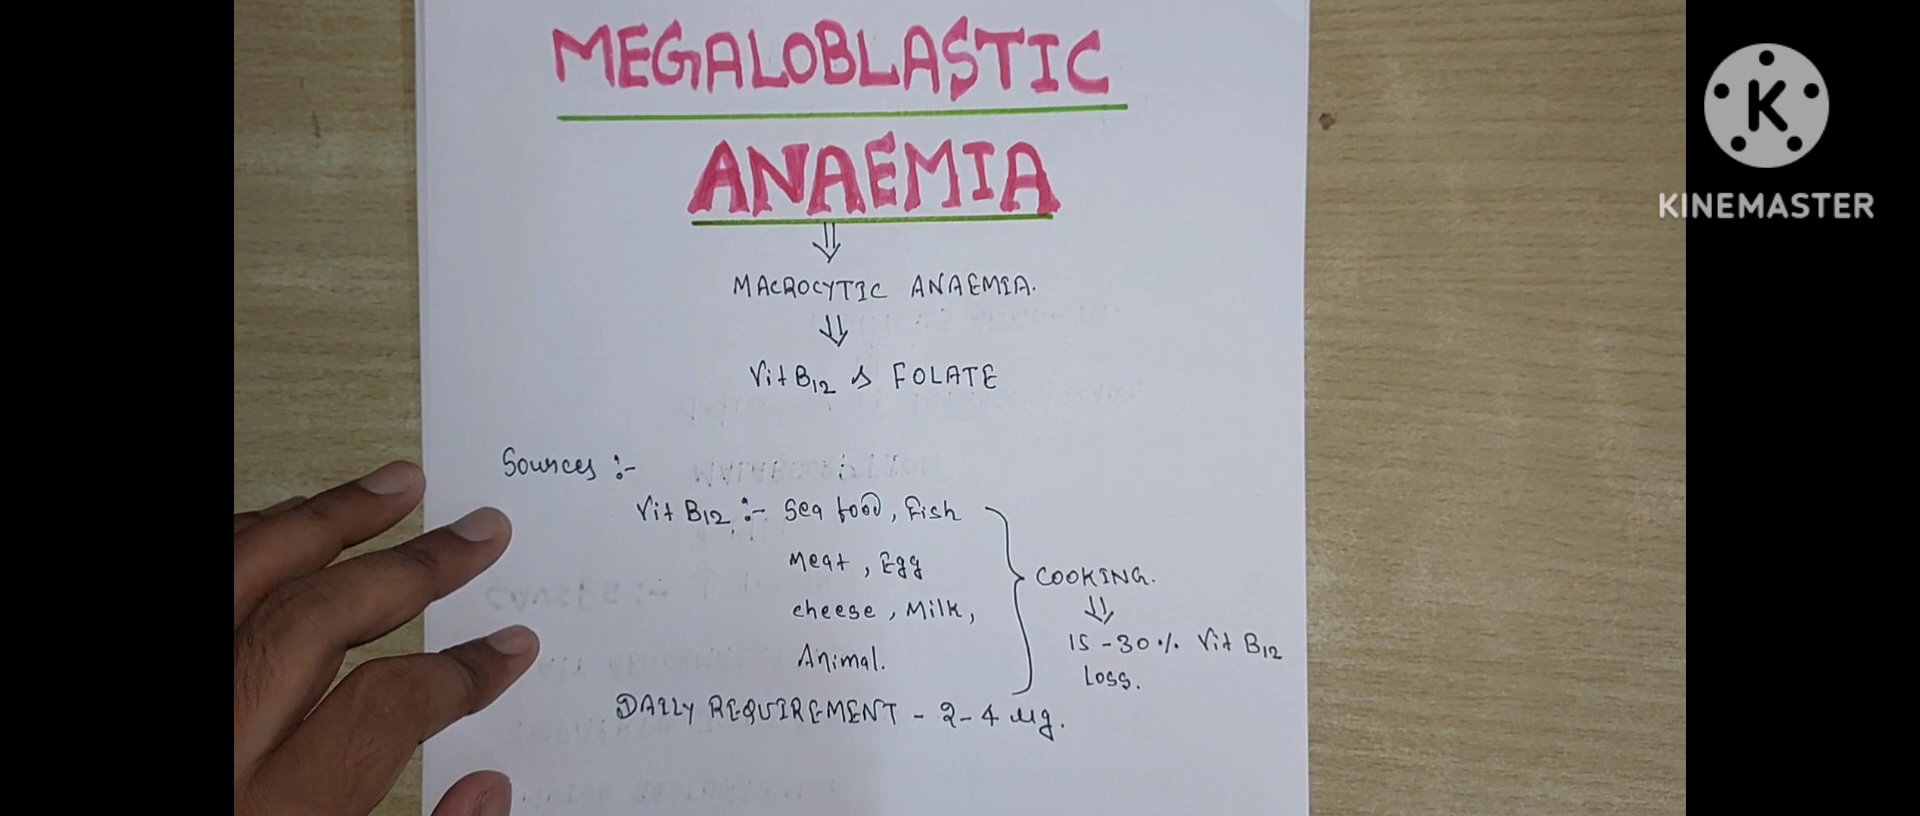 MEGALOBLASTIC
ANAEMIA
⇓
MACROCYTIC ANAEMIA.
⇓
Vit B12 & FOLATE
Sources :-
Vit B12 :- Sea food, Fish
Meat, Egg
cheese, Milk,
Animal.
COOKING.
⇓
15-30% Vit B12
Loss.
DAILY REQUIREMENT - 2-4 μg.
K
KINEMASTER